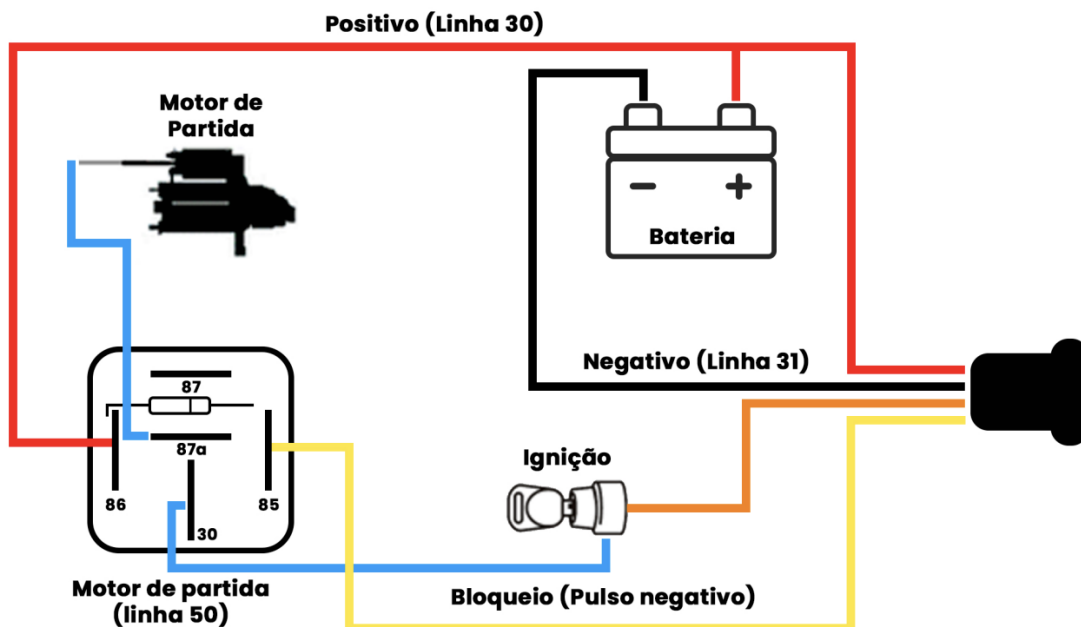 Positivo (Linha 30)
Motor de
Partida
Bateria
Negativo (Linha 31)
87
87a
86
85
30
Ignição
Motor de partida
(linha 50)
Bloqueio (Pulso negativo)